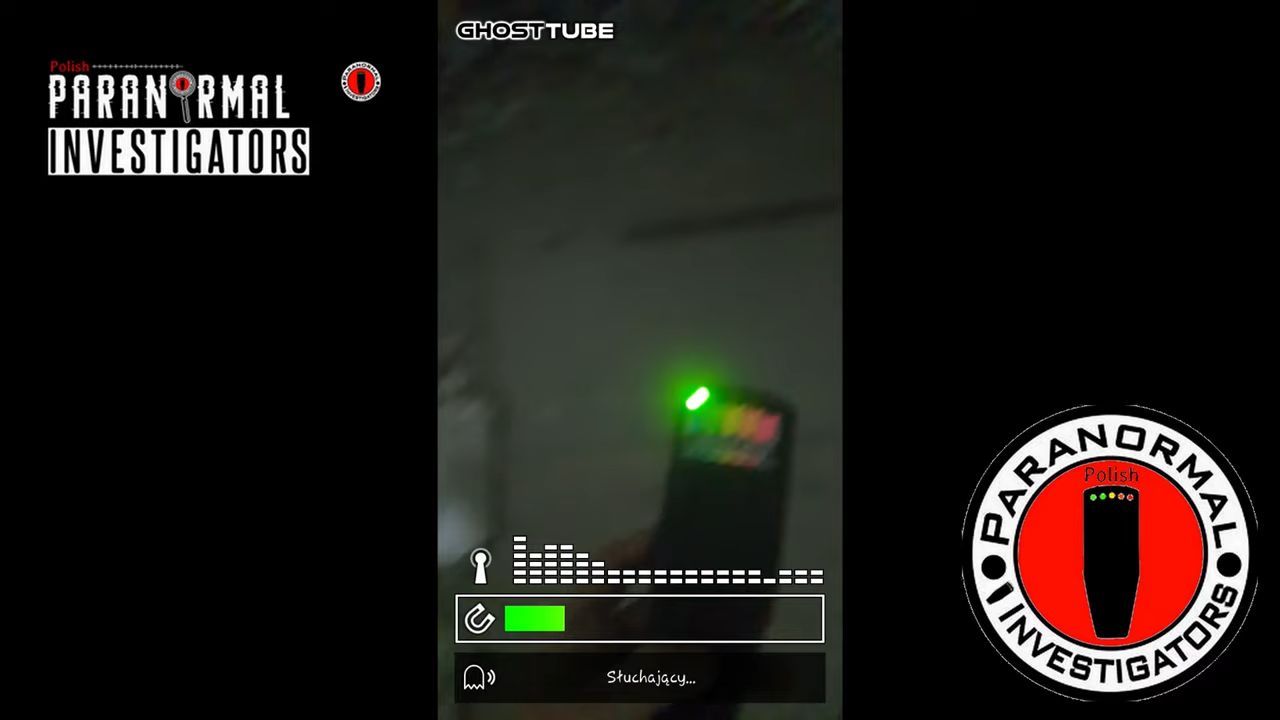 GHOSTTUBE
Polish
PARANORMAL
INVESTIGATORS
PARANORMAL
Polish
INVESTIGATORS
Słuchający...